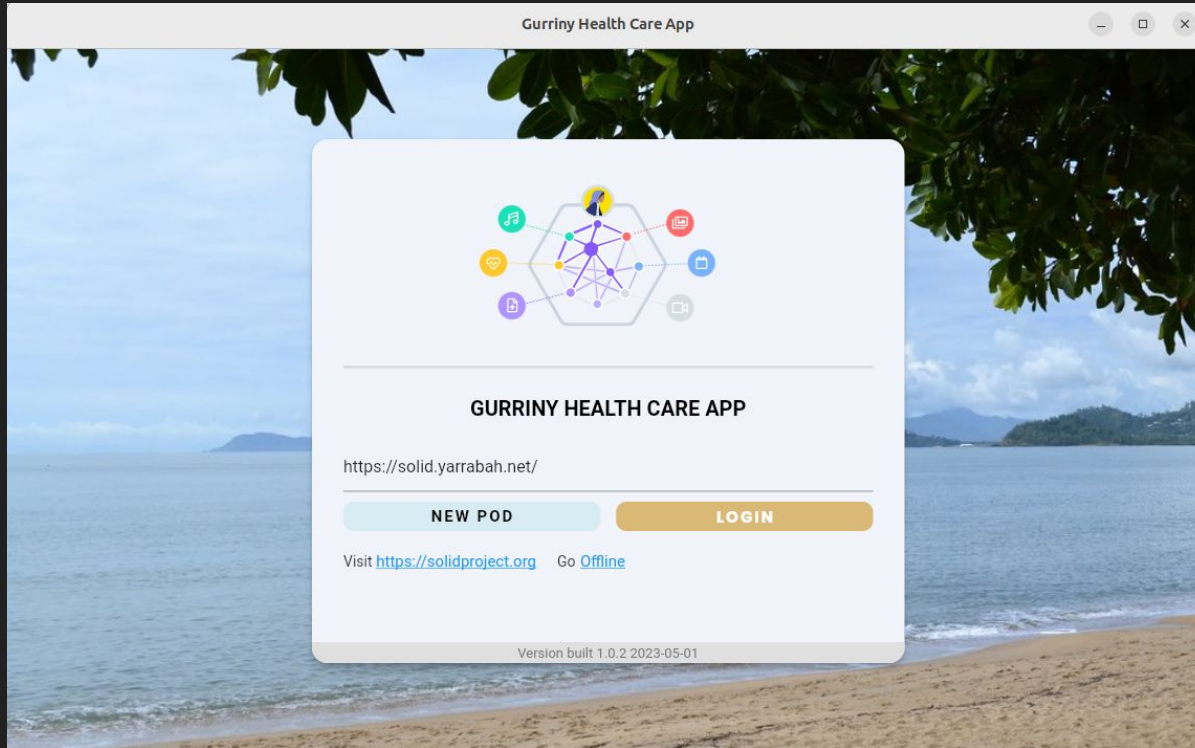 Gurriny Health Care App
GURRINY HEALTH CARE APP
https://solid.yarrabah.net/
NEW POD LOGIN
Visit https://solidproject.org Go Offline
Version built 1.0.2 2023-05-01